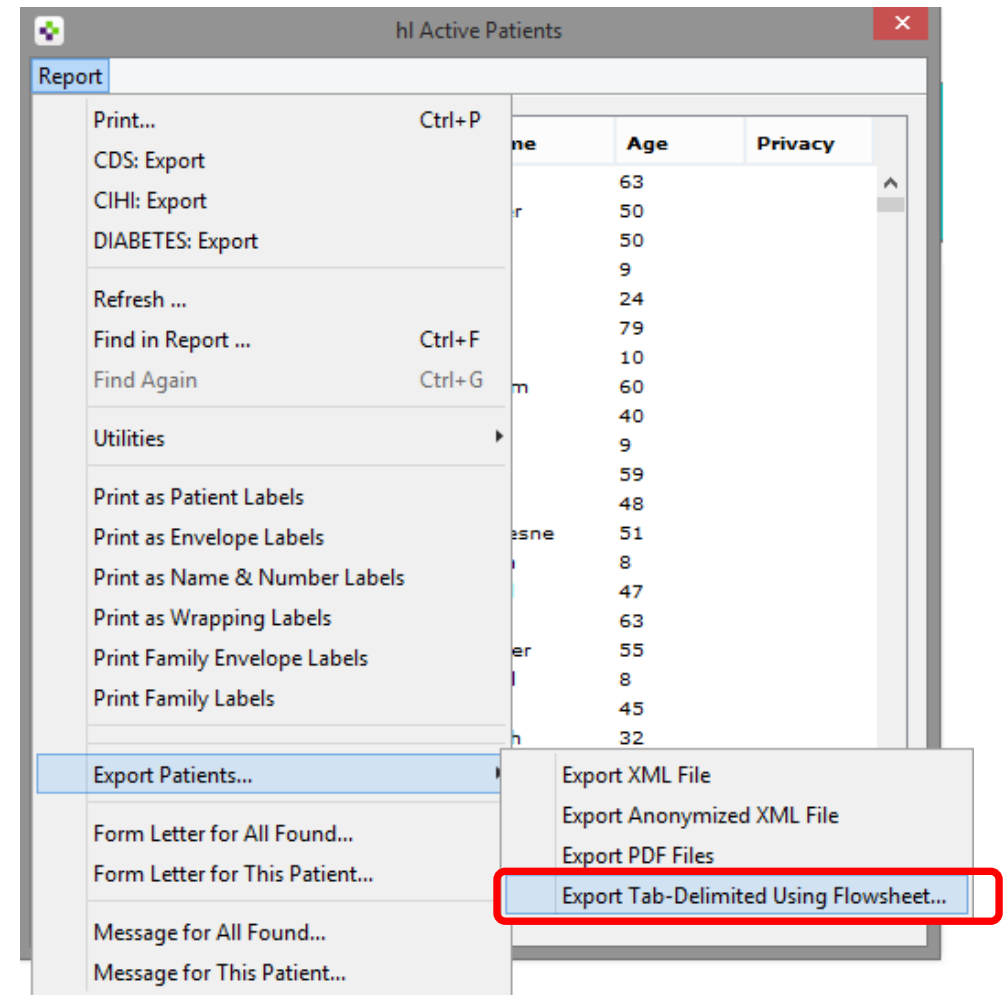 hl Active Patients
Report
Print... Ctrl+P
CDS: Export
CIHI: Export
DIABETES: Export
Refresh ...
Find in Report ... Ctrl+F
Find Again Ctrl+G
Utilities
Print as Patient Labels
Print as Envelope Labels
Print as Name & Number Labels
Print as Wrapping Labels
Print Family Envelope Labels
Print Family Labels
Export Patients...
Form Letter for All Found...
Form Letter for This Patient...
Message for All Found...
Message for This Patient...
Age Privacy
63
50
50
9
24
79
10
60
40
9
59
48
51
8
47
63
55
8
45
32
Export XML File
Export Anonymized XML File
Export PDF Files
Export Tab-Delimited Using Flowsheet...